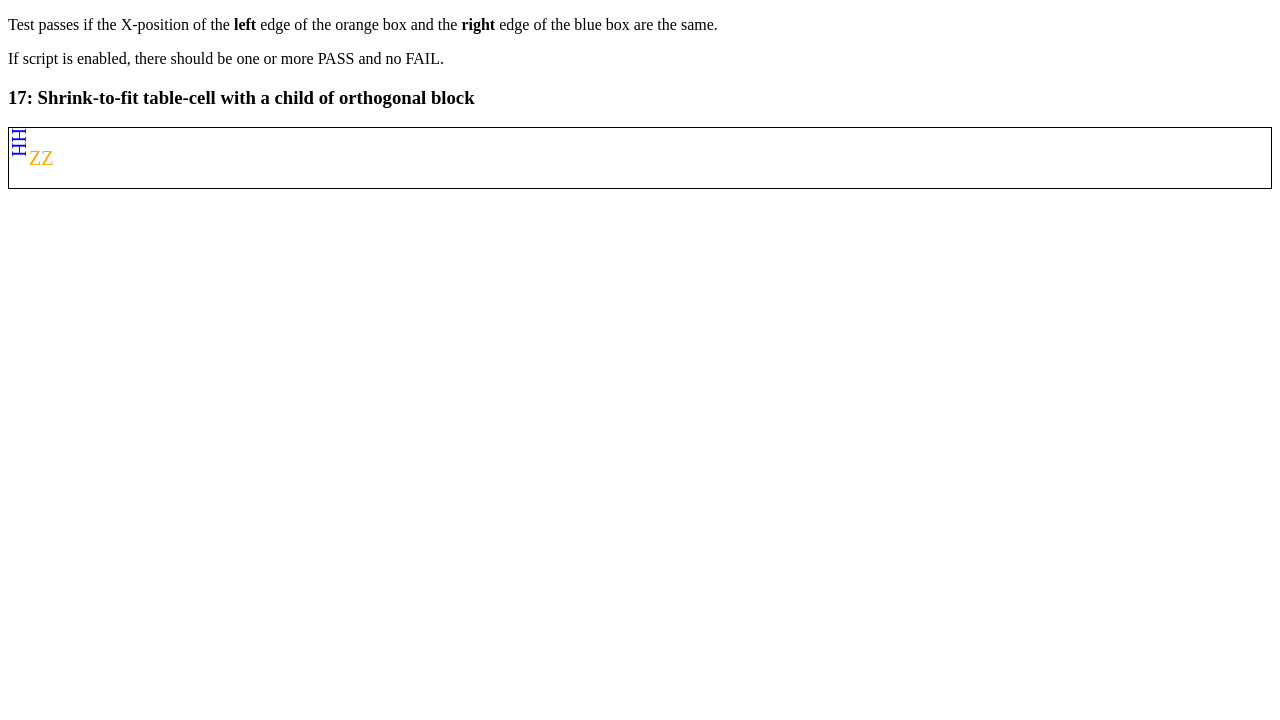 Test passes if the X-position of the left edge of the orange box and the right edge of the blue box are the same.
If script is enabled, there should be one or more PASS and no FAIL.
17: Shrink-to-fit table-cell with a child of orthogonal block
HH
ZZ